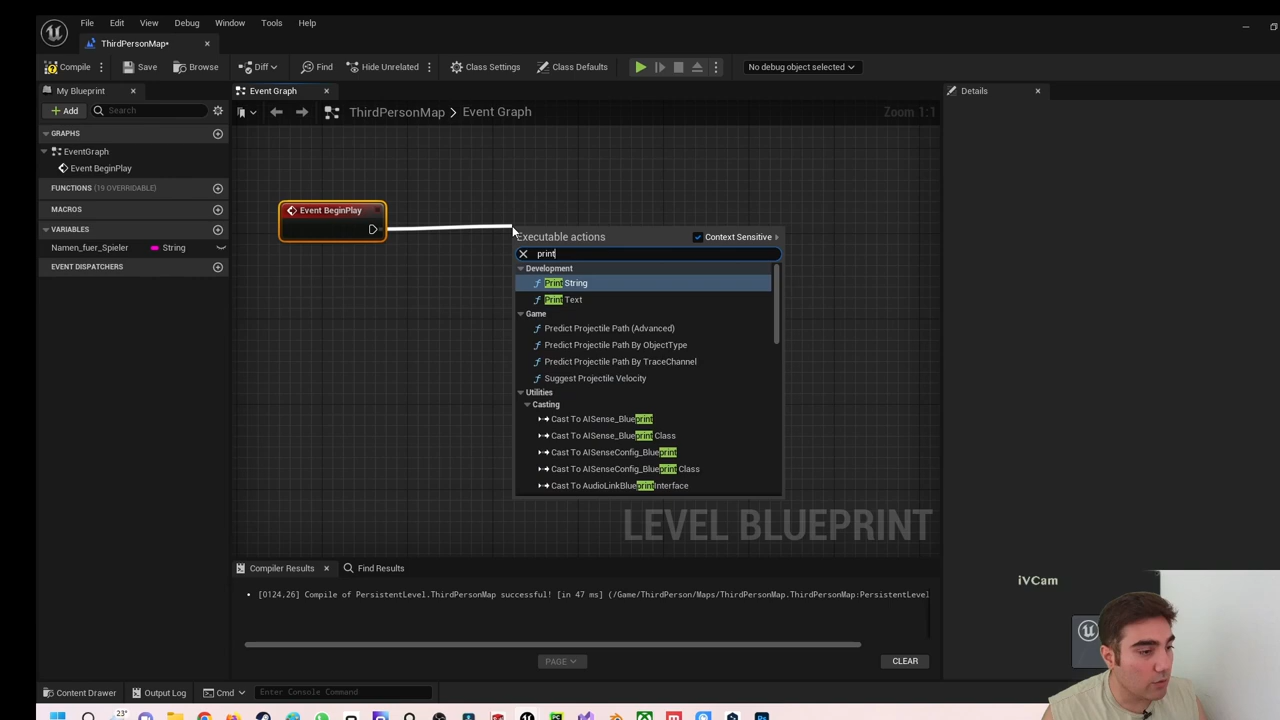 File Edit View Debug Window Tools Help
ThirdPersonMap*
Compile Save Browse Diff Find Hide Unrelated Class Settings Class Defaults No debug object selected
My Blueprint
Event Graph
Details
Add Search
ThirdPersonMap > Event Graph Zoom 1:1
GRAPHS
EventGraph
Event BeginPlay
FUNCTIONS (19 OVERRIDABLE)
MACROS
VARIABLES
Namen_fuer_Spieler String
EVENT DISPATCHERS
Event BeginPlay
Executable actions Context Sensitive
print
Development
Print String
Print Text
Game
Predict Projectile Path (Advanced)
Predict Projectile Path By ObjectType
Predict Projectile Path By TraceChannel
Suggest Projectile Velocity
Utilities
Casting
Cast To AISense_Blueprint
Cast To AISense_Blueprint Class
Cast To AISenseConfig_Blueprint
Cast To AISenseConfig_Blueprint Class
Cast To AudioLinkBlueprintInterface
LEVEL BLUEPRINT
Compiler Results Find Results
[0124,26] Compile of PersistentLevel.ThirdPersonMap successful! [in 47 ms] (/Game/ThirdPerson/Maps/ThirdPersonMap.ThirdPersonMap:PersistentLevel
PAGE CLEAR
iVCam
Content Drawer Output Log Cmd Enter Console Command
23°